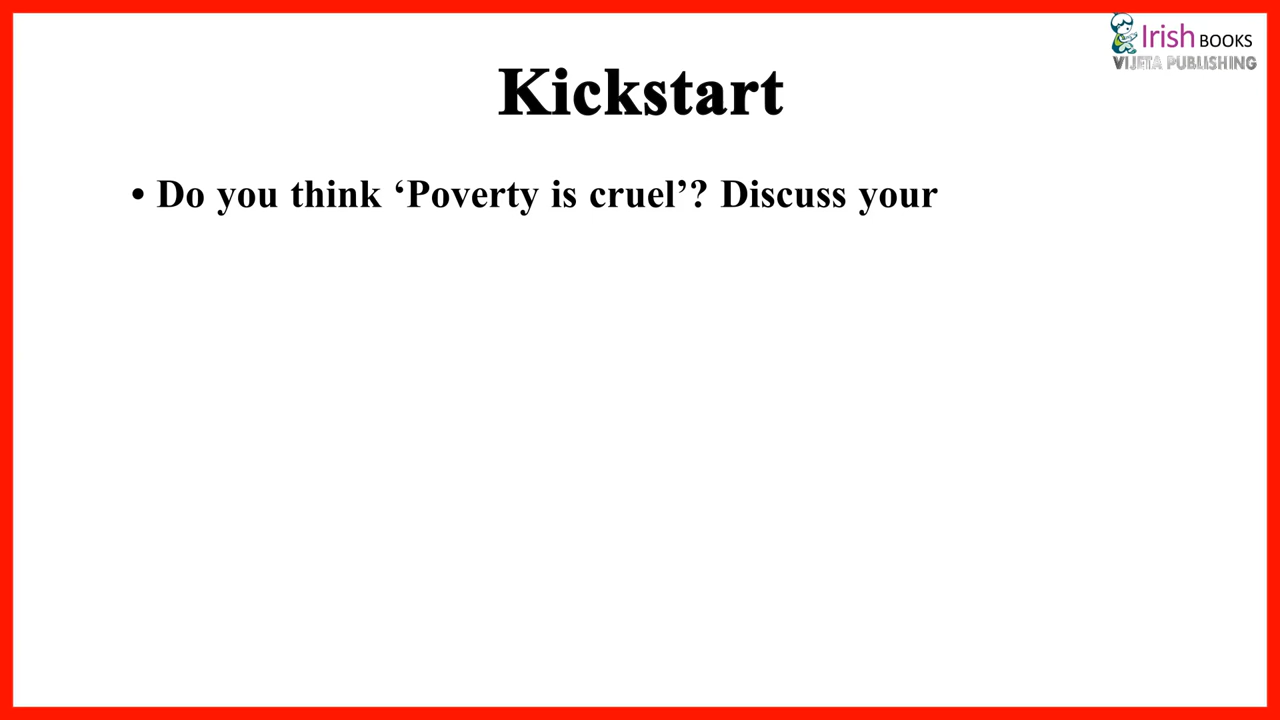 Irish BOOKS
VIJETA PUBLISHING
Kickstart
• Do you think ‘Poverty is cruel’? Discuss your